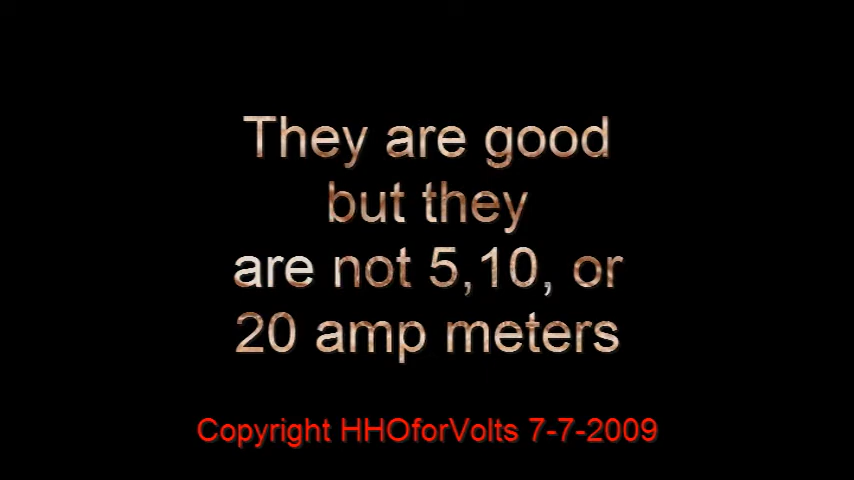 They are good
but they
are not 5,10, or
20 amp meters
Copyright HHOforVolts 7-7-2009